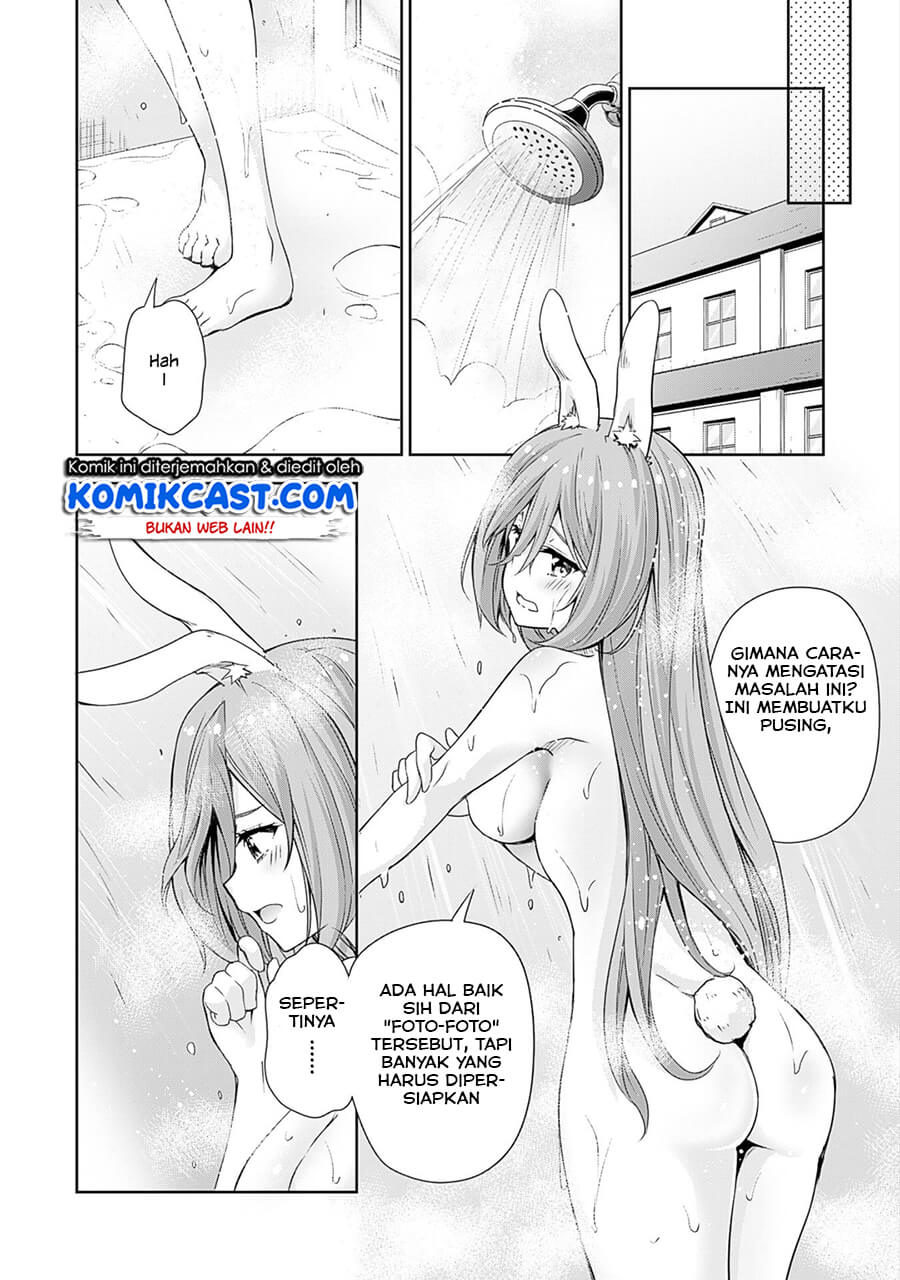 Hah
I
Komik ini diterjemahkan & diedit oleh
KOMIKCAST.COM
BUKAN WEB LAIN!!
GIMANA CARA-
NYA MENGATASI
MASALAH INI?
INI MEMBUATKU
PUSING,
ADA HAL BAIK
SIH DARI
"FOTO-FOTO"
TERSEBUT, TAPI
BANYAK YANG
HARUS DIPER-
SIAPKAN
SEPER-
TINYA
......